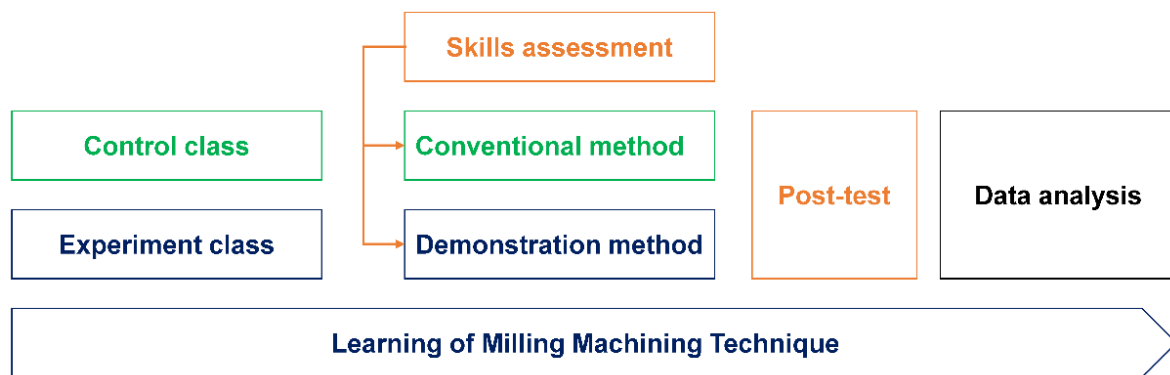 Skills assessment
Control class
Conventional method
Post-test
Data analysis
Experiment class
Demonstration method
Learning of Milling Machining Technique